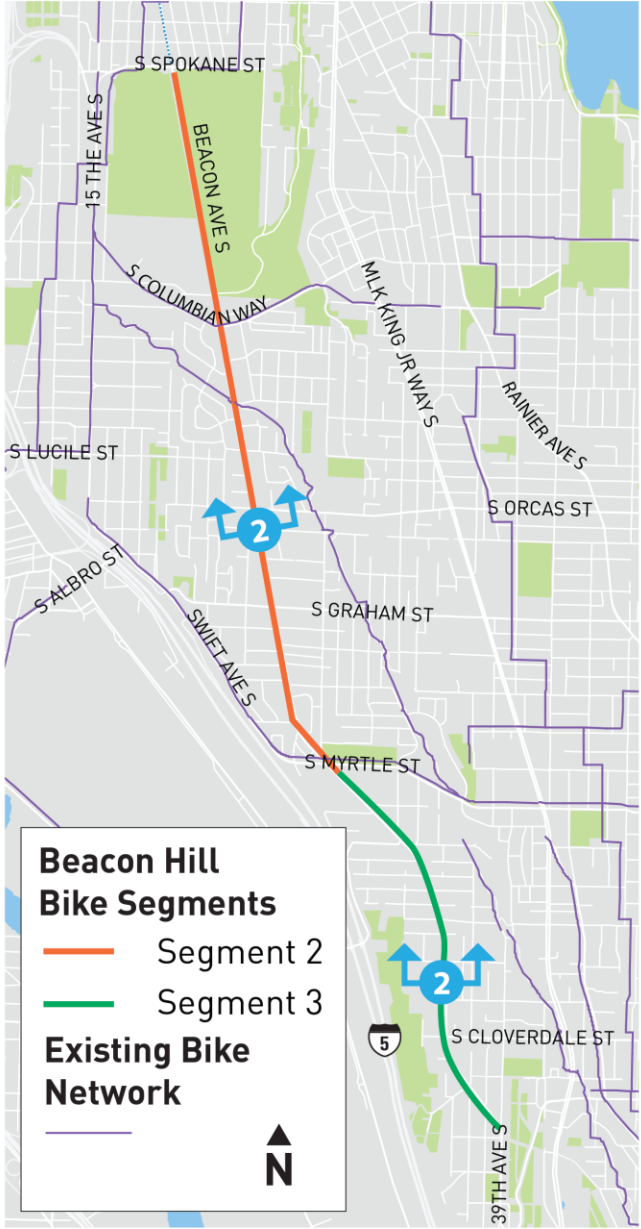 S SPOKANE ST
15 THE AVE S
BEACON AVE S
S COLUMBIAN WAY
MLK KING JR WAY S
RAINIER AVE S
S LUCILE ST
S ORCAS ST
2
S ALBRO ST
S GRAHAM ST
SWIFT AVE S
S MYRTLE ST
Beacon Hill
Bike Segments
Segment 2
Segment 3
Existing Bike
Network
N
2
5
S CLOVERDALE ST
39TH AVE S